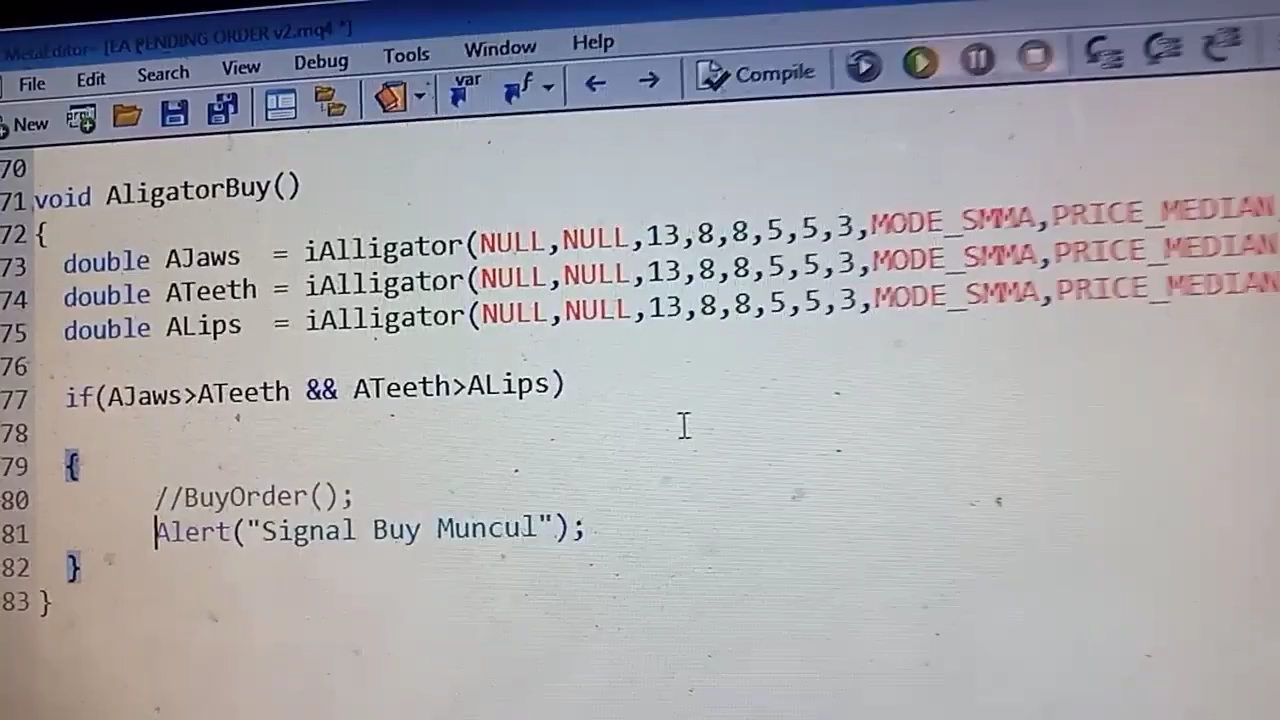 MetaEditor - [EA PENDING ORDER v2.mq4 *]
File Edit Search View Debug Tools Window Help
New var f Compile
70
71 void AligatorBuy()
72 {
73 double AJaws = iAlligator(NULL,NULL,13,8,8,5,5,3,MODE_SMMA,PRICE_MEDIAN
74 double ATeeth = iAlligator(NULL,NULL,13,8,8,5,5,3,MODE_SMMA,PRICE_MEDIAN
75 double ALips = iAlligator(NULL,NULL,13,8,8,5,5,3,MODE_SMMA,PRICE_MEDIAN
76
77 if(AJaws>ATeeth && ATeeth>ALips)
78
79 {
80 //BuyOrder();
81 Alert("Signal Buy Muncul");
82 }
83 }